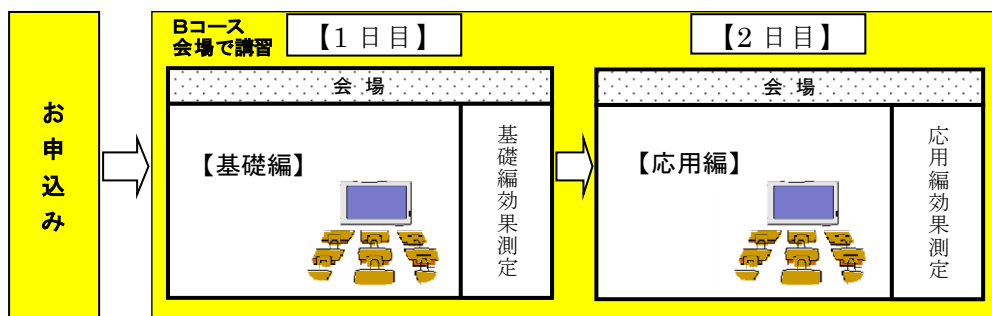 お申込み
Bコース
会場で講習
【1日目】
会場
【基礎編】
基礎編効果測定
【2日目】
会場
【応用編】
応用編効果測定